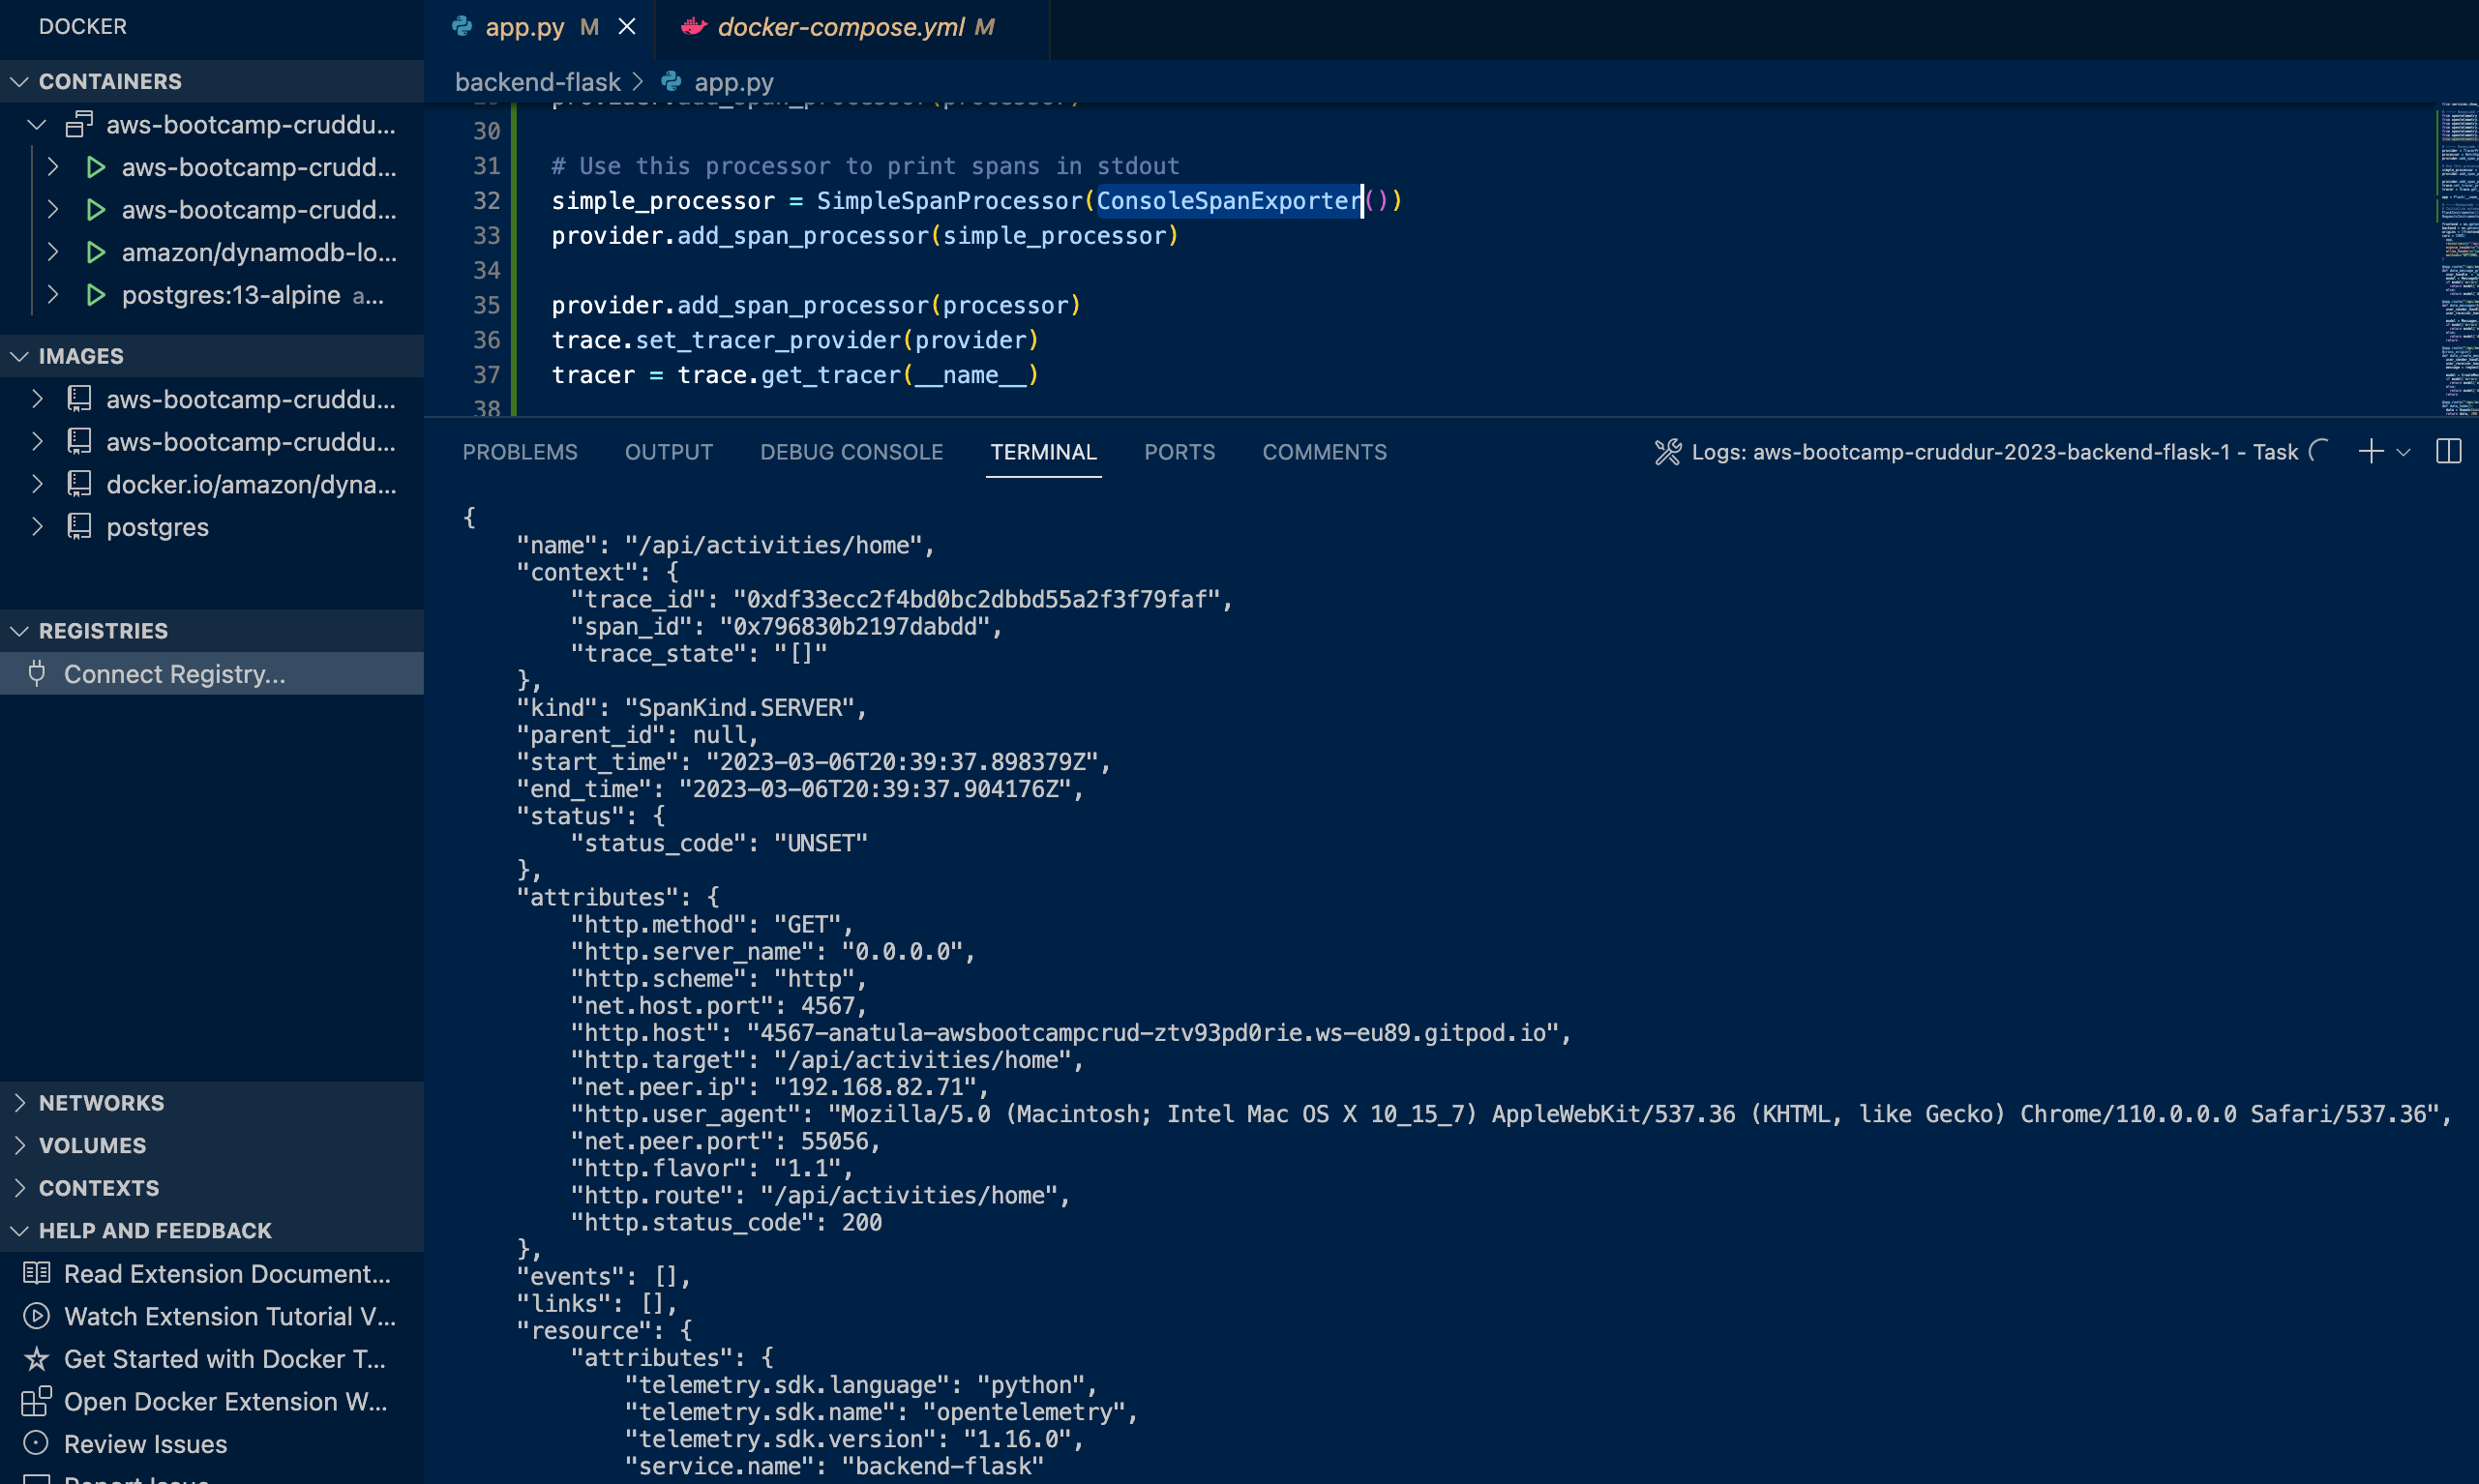 DOCKER
CONTAINERS
aws-bootcamp-cruddu...
aws-bootcamp-crudd...
aws-bootcamp-crudd...
amazon/dynamodb-lo...
postgres:13-alpine a...
IMAGES
aws-bootcamp-cruddu...
aws-bootcamp-cruddu...
docker.io/amazon/dyna...
postgres
REGISTRIES
Connect Registry...
NETWORKS
VOLUMES
CONTEXTS
HELP AND FEEDBACK
Read Extension Document...
Watch Extension Tutorial V...
Get Started with Docker T...
Open Docker Extension W...
Review Issues
Report Issue
app.py M
docker-compose.yml M
backend-flask > app.py
29 provider.add_span_processor(processor)
30
31 # Use this processor to print spans in stdout
32 simple_processor = SimpleSpanProcessor(ConsoleSpanExporter())
33 provider.add_span_processor(simple_processor)
34
35 provider.add_span_processor(processor)
36 trace.set_tracer_provider(provider)
37 tracer = trace.get_tracer(__name__)
38
PROBLEMS OUTPUT DEBUG CONSOLE TERMINAL PORTS COMMENTS
Logs: aws-bootcamp-cruddur-2023-backend-flask-1 - Task
{
"name": "/api/activities/home",
"context": {
"trace_id": "0xdf33ecc2f4bd0bc2dbbd55a2f3f79faf",
"span_id": "0x796830b2197dabdd",
"trace_state": "[]"
},
"kind": "SpanKind.SERVER",
"parent_id": null,
"start_time": "2023-03-06T20:39:37.898379Z",
"end_time": "2023-03-06T20:39:37.904176Z",
"status": {
"status_code": "UNSET"
},
"attributes": {
"http.method": "GET",
"http.server_name": "0.0.0.0",
"http.scheme": "http",
"net.host.port": 4567,
"http.host": "4567-anatula-awsbootcampcrud-ztv93pd0rie.ws-eu89.gitpod.io",
"http.target": "/api/activities/home",
"net.peer.ip": "192.168.82.71",
"http.user_agent": "Mozilla/5.0 (Macintosh; Intel Mac OS X 10_15_7) AppleWebKit/537.36 (KHTML, like Gecko) Chrome/110.0.0.0 Safari/537.36",
"net.peer.port": 55056,
"http.flavor": "1.1",
"http.route": "/api/activities/home",
"http.status_code": 200
},
"events": [],
"links": [],
"resource": {
"attributes": {
"telemetry.sdk.language": "python",
"telemetry.sdk.name": "opentelemetry",
"telemetry.sdk.version": "1.16.0",
"service.name": "backend-flask"